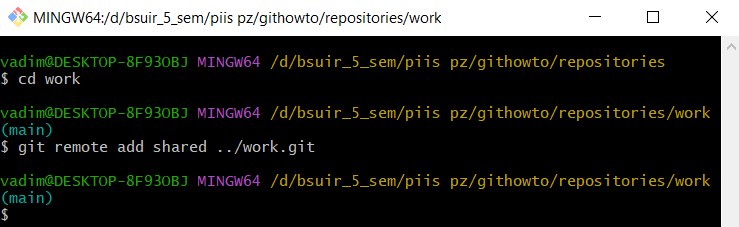 MINGW64:/d/bsuir_5_sem/piis pz/githowto/repositories/work
vadim@DESKTOP-8F93OBJ MINGW64 /d/bsuir_5_sem/piis pz/githowto/repositories
$ cd work
vadim@DESKTOP-8F93OBJ MINGW64 /d/bsuir_5_sem/piis pz/githowto/repositories/work
(main)
$ git remote add shared ../work.git
vadim@DESKTOP-8F93OBJ MINGW64 /d/bsuir_5_sem/piis pz/githowto/repositories/work
(main)
$